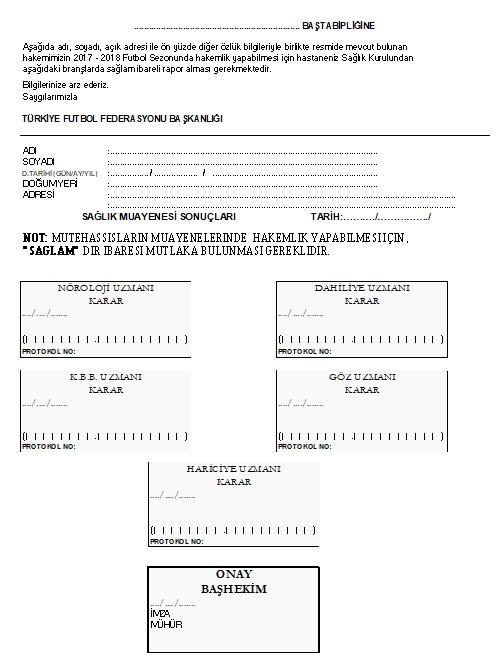 ................................................................ BAŞTABİPLİĞİNE
Aşağıda adı, soyadı, açık adresi ile ön yüzde diğer özlük bilgileriyle birlikte resmide mevcut bulunan
hakemimizin 2017 - 2018 Futbol Sezonunda hakemlik yapabilmesi için hastaneniz Sağlık Kurulundan
aşağıdaki branşlarda sağlam ibareli rapor alması gerekmektedir.
Bilgilerinize arz ederiz.
Saygılarımızla
TÜRKİYE FUTBOL FEDERASYONU BAŞKANLIĞI
ADI :............................................................
SOYADI :............................................................
D.TARİHİ (GÜN/AY/YIL) :................/.................. / :............................................................
DOĞUM YERİ :............................................................
ADRESİ :............................................................
:............................................................
SAĞLIK MUAYENESİ SONUÇLARI TARİH:.........../................../
NOT: MUTEHASSISLARIN MUAYENELERINDE HAKEMLIK YAPABILMESI IÇIN,
"SAGLAM" DIR IBARESI MUTLAKA BULUNMASI GEREKLIDIR.
NÖROLOJİ UZMANI
KARAR
..../..../.......
(I I I I I I I .I I I I I I I I I I I )
PROTOKOL NO:
DAHİLİYE UZMANI
KARAR
..../..../.......
(I I I I I I I .I I I I I I I I I I I )
PROTOKOL NO:
K.B.B. UZMANI
KARAR
..../..../.......
(I I I I I I I .I I I I I I I I I I I )
PROTOKOL NO:
GÖZ UZMANI
KARAR
..../..../.......
(I I I I I I I .I I I I I I I I I I I )
PROTOKOL NO:
HARİCİYE UZMANI
KARAR
..../..../.......
(I I I I I I I .I I I I I I I I I I I )
PROTOKOL NO:
ONAY
BAŞHEKİM
..../..../.......
İMZA
MÜHÜR